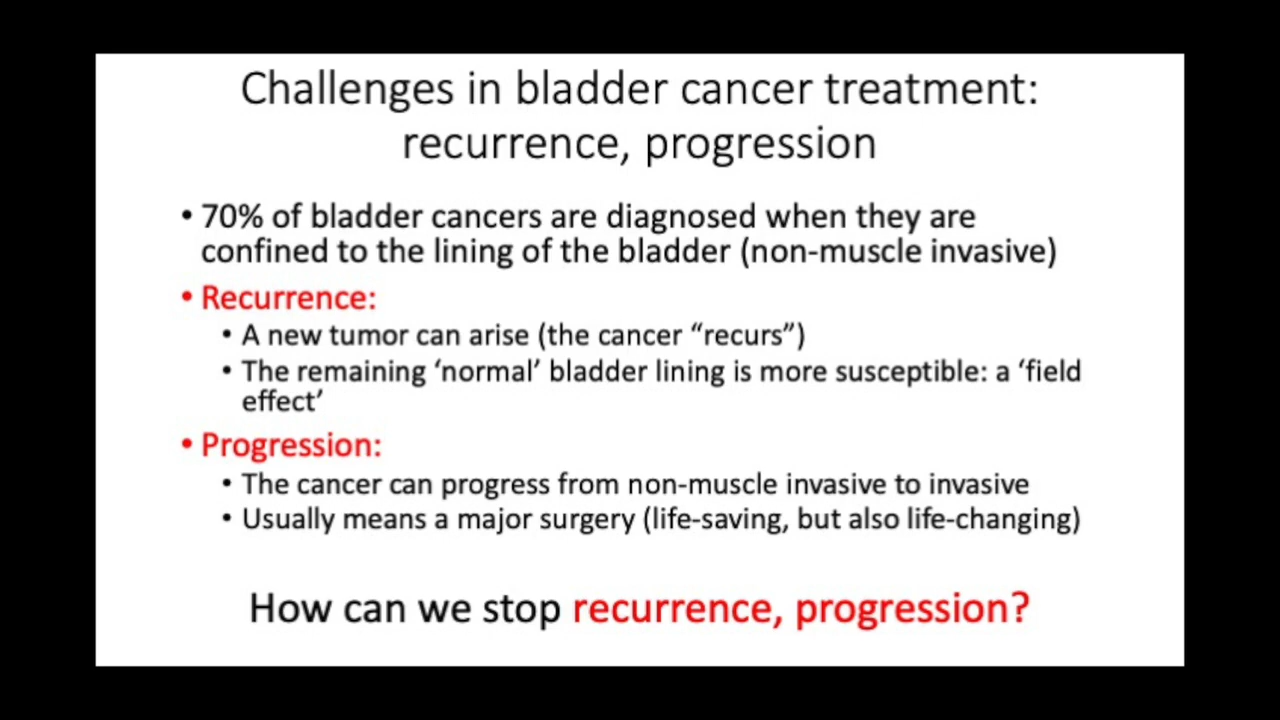 Challenges in bladder cancer treatment:
recurrence, progression
• 70% of bladder cancers are diagnosed when they are
confined to the lining of the bladder (non-muscle invasive)
• Recurrence:
• A new tumor can arise (the cancer “recurs”)
• The remaining ‘normal’ bladder lining is more susceptible: a ‘field
effect’
• Progression:
• The cancer can progress from non-muscle invasive to invasive
• Usually means a major surgery (life-saving, but also life-changing)
How can we stop recurrence, progression?